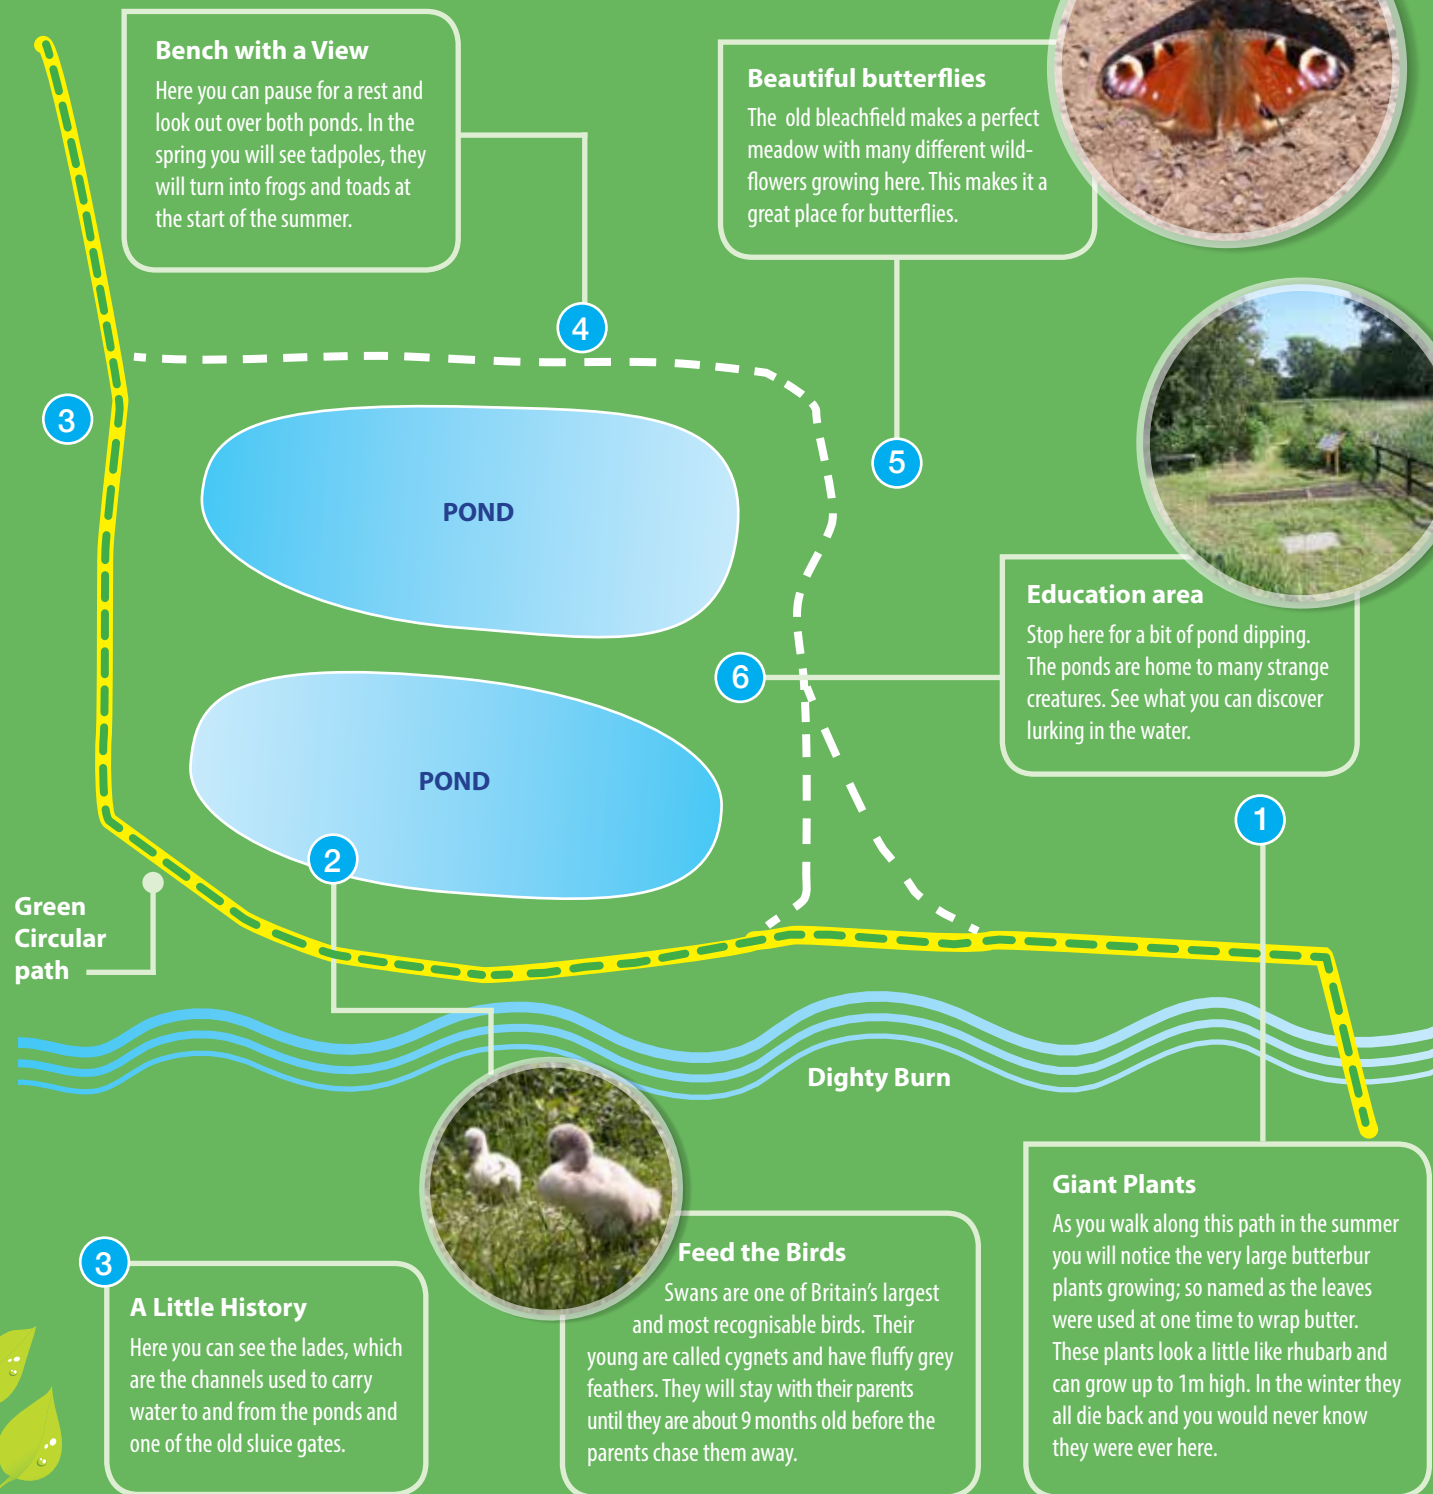 Bench with a View
Here you can pause for a rest and
look out over both ponds. In the
spring you will see tadpoles, they
will turn into frogs and toads at
the start of the summer.
Beautiful butterflies
The old bleachfield makes a perfect
meadow with many different wild-
flowers growing here. This makes it a
great place for butterflies.
4
3
5
POND
Education area
Stop here for a bit of pond dipping.
The ponds are home to many strange
creatures. See what you can discover
lurking in the water.
6
POND
1
2
Green
Circular
path
Dighty Burn
3
A Little History
Here you can see the lades, which
are the channels used to carry
water to and from the ponds and
one of the old sluice gates.
Feed the Birds
Swans are one of Britain’s largest
and most recognisable birds. Their
young are called cygnets and have fluffy grey
feathers. They will stay with their parents
until they are about 9 months old before the
parents chase them away.
Giant Plants
As you walk along this path in the summer
you will notice the very large butterbur
plants growing; so named as the leaves
were used at one time to wrap butter.
These plants look a little like rhubarb and
can grow up to 1m high. In the winter they
all die back and you would never know
they were ever here.